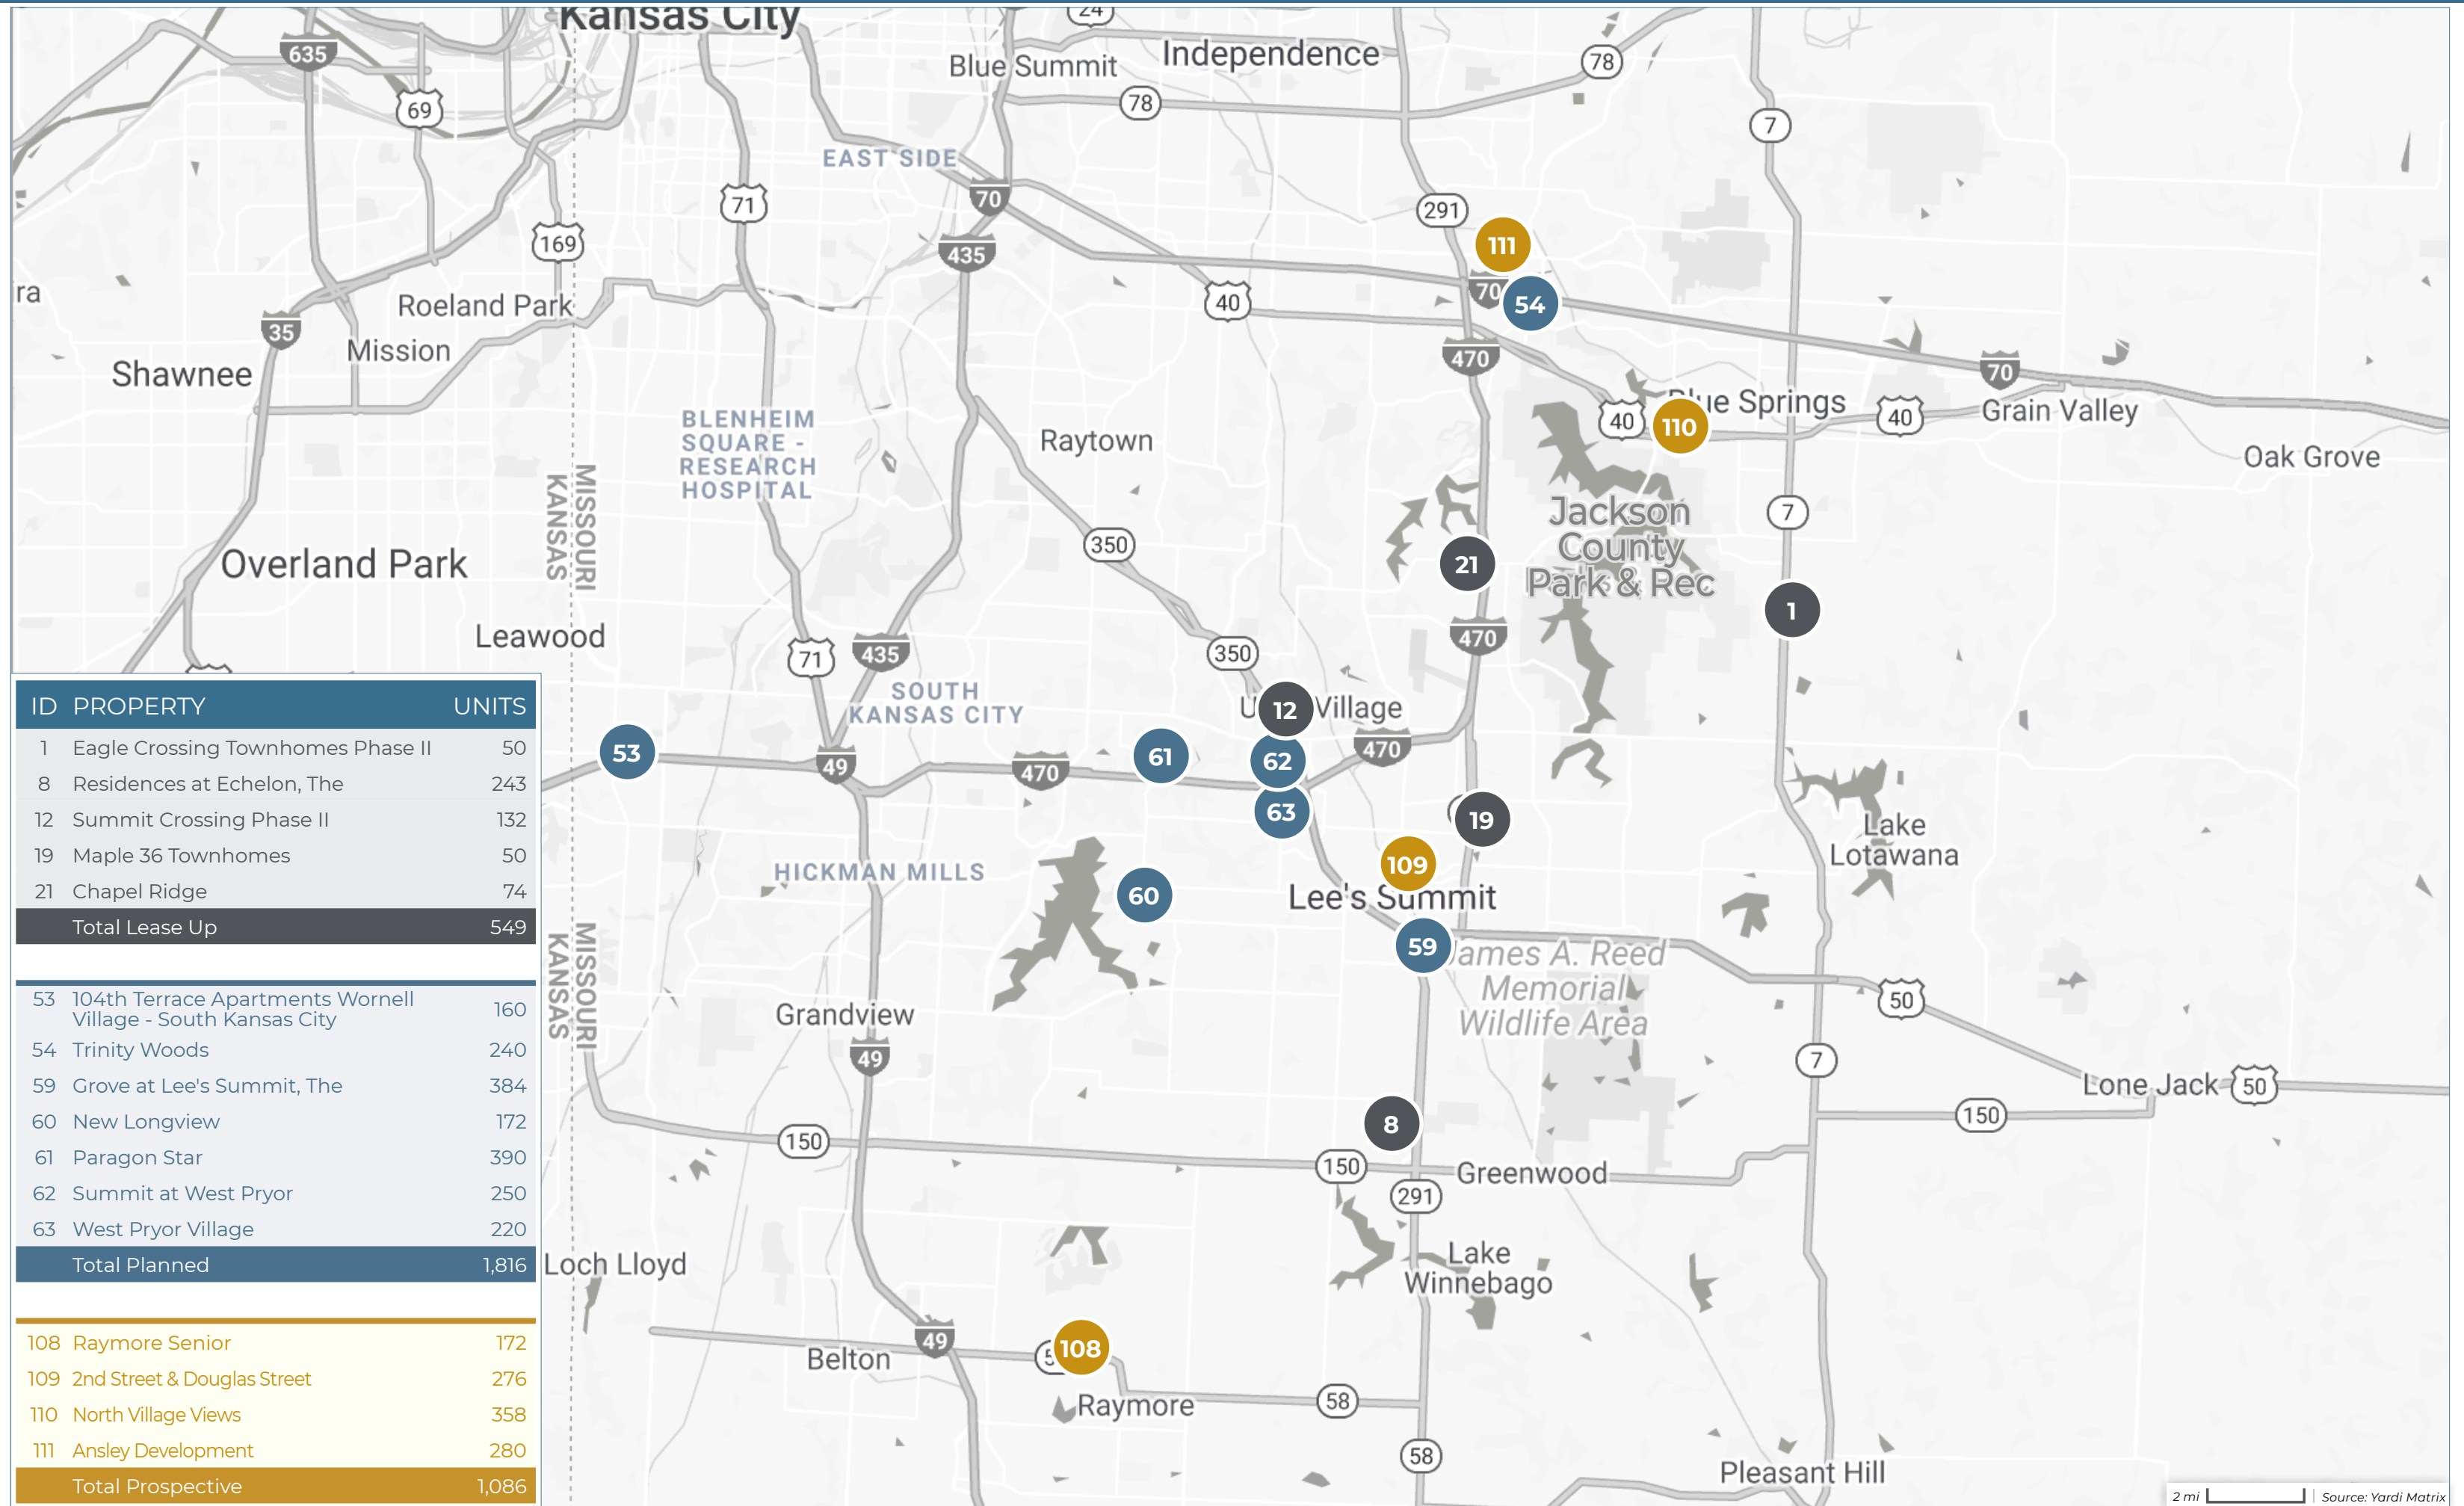 Kansas City
24
635
Blue Summit
Independence
78
69
78
7
EAST SIDE
71
70
291
169
435
111
ra
Roeland Park
40
70
54
35
Mission
470
Shawnee
70
Blue Springs
40
110
40
Grain Valley
BLENHEIM
SQUARE -
RESEARCH
HOSPITAL
Raytown
Oak Grove
MISSOURI
KANSAS
Jackson
County
Park & Rec
7
350
Overland Park
21
1
Leawood
470
71
435
350
SOUTH
KANSAS CITY
12
Village
53
49
470
61
62
470
63
19
Lake
Lotawana
HICKMAN MILLS
109
60
Lee's Summit
59
James A. Reed
Memorial
Wildlife Area
MISSOURI
KANSAS
50
Grandview
49
7
Lone Jack
50
150
8
150
150
Greenwood
291
Loch Lloyd
Lake
Winnebago
49
108
Belton
Raymore
58
58
Pleasant Hill
ID PROPERTY UNITS
1 Eagle Crossing Townhomes Phase II 50
8 Residences at Echelon, The 243
12 Summit Crossing Phase II 132
19 Maple 36 Townhomes 50
21 Chapel Ridge 74
Total Lease Up 549
53 104th Terrace Apartments Wornell
Village - South Kansas City 160
54 Trinity Woods 240
59 Grove at Lee's Summit, The 384
60 New Longview 172
61 Paragon Star 390
62 Summit at West Pryor 250
63 West Pryor Village 220
Total Planned 1,816
108 Raymore Senior 172
109 2nd Street & Douglas Street 276
110 North Village Views 358
111 Ansley Development 280
Total Prospective 1,086
2 mi
Source: Yardi Matrix